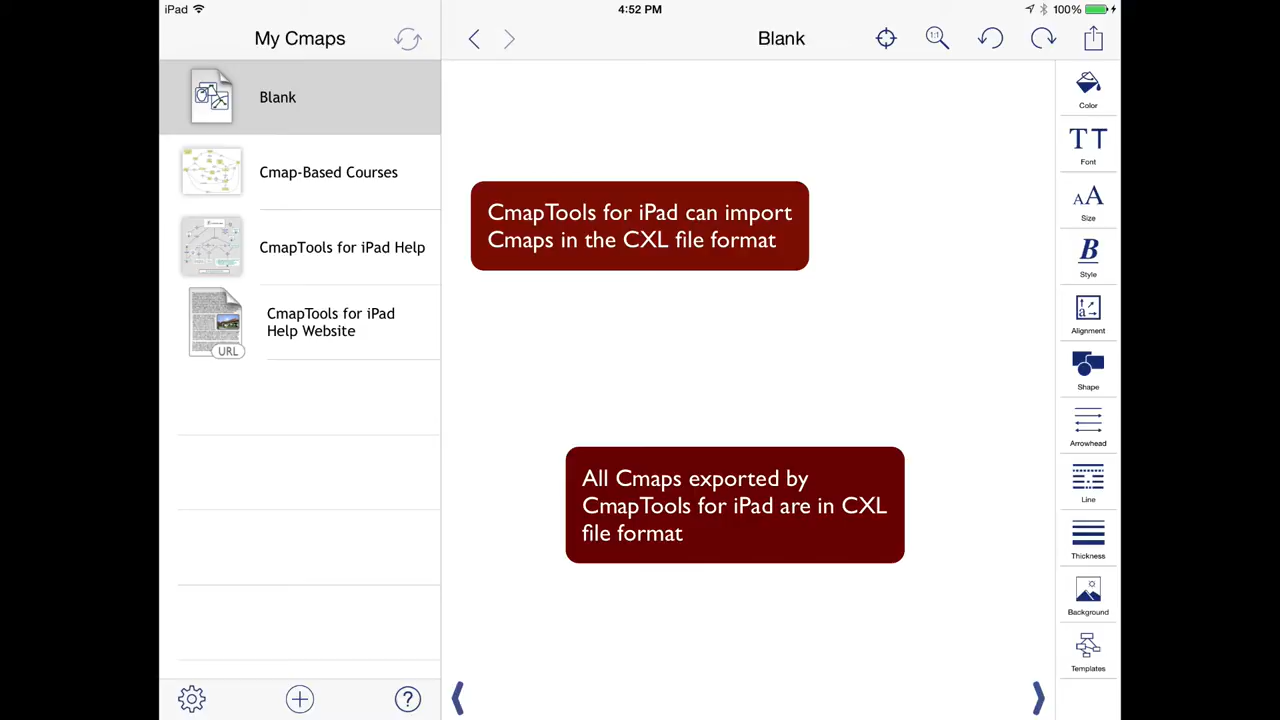 iPad
4:52 PM
100%
My Cmaps
Blank
1:1
Blank
Cmap-Based Courses
CmapTools for iPad Help
CmapTools for iPad
Help Website
URL
CmapTools for iPad can import
Cmaps in the CXL file format
All Cmaps exported by
CmapTools for iPad are in CXL
file format
Color
Font
Size
Style
Alignment
Shape
Arrowhead
Line
Thickness
Background
Templates